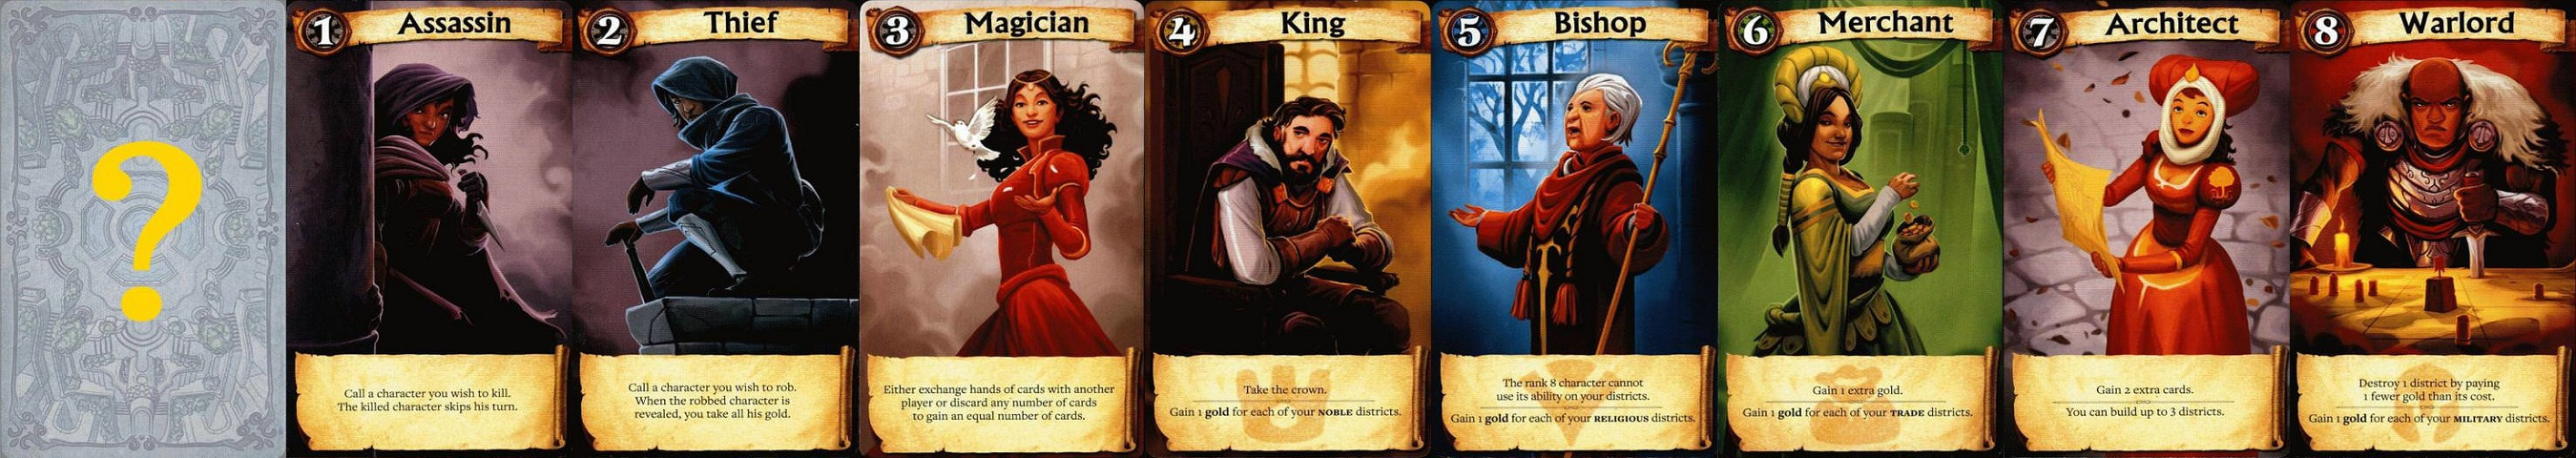 ?
1 Assassin
Call a character you wish to kill.
The killed character skips his turn.
2 Thief
Call a character you wish to rob.
When the robbed character is
revealed, you take all his gold.
3 Magician
Either exchange hands of cards with another
player or discard any number of cards
to gain an equal number of cards.
4 King
Take the crown.
Gain 1 gold for each of your NOBLE districts.
5 Bishop
The rank 8 character cannot
use its ability on your districts.
Gain 1 gold for each of your RELIGIOUS districts.
6 Merchant
Gain 1 extra gold.
Gain 1 gold for each of your TRADE districts.
7 Architect
Gain 2 extra cards.
You can build up to 3 districts.
8 Warlord
Destroy 1 district by paying
1 fewer gold than its cost.
Gain 1 gold for each of your MILITARY districts.